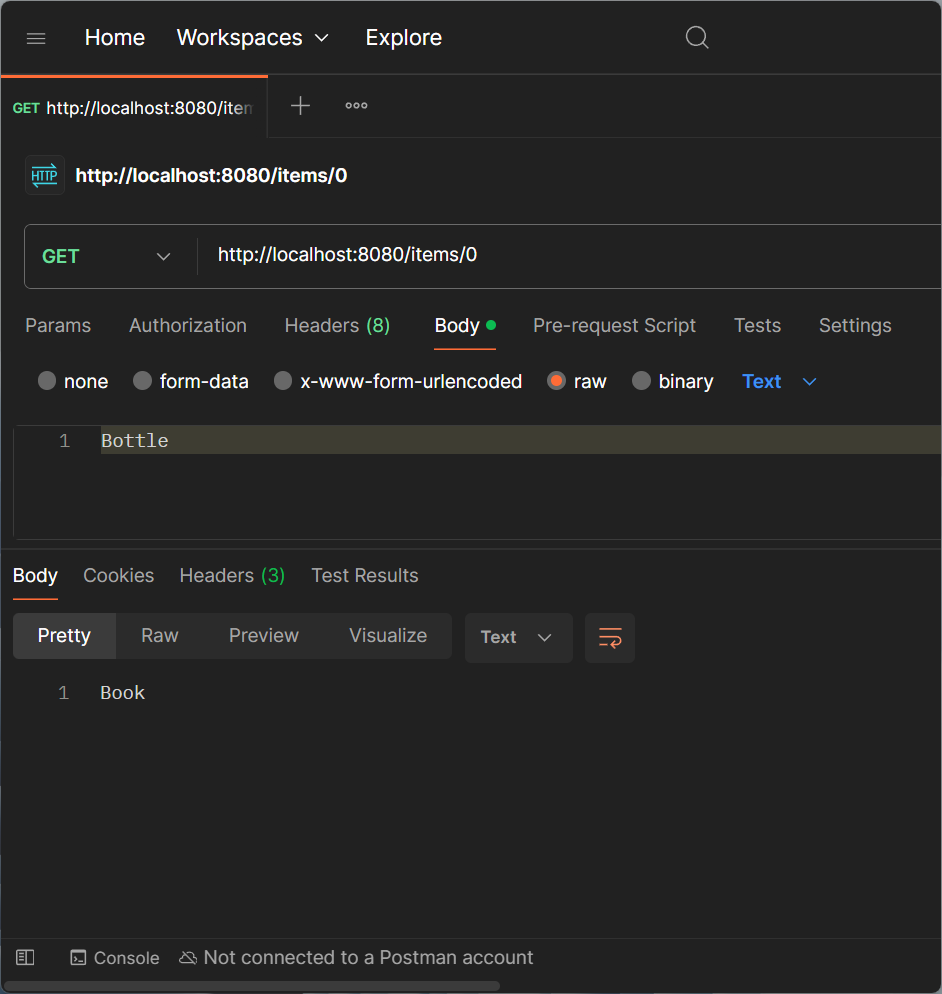 Home Workspaces Explore
GET http://localhost:8080/item
HTTP http://localhost:8080/items/0
GET http://localhost:8080/items/0
Params Authorization Headers (8) Body Pre-request Script Tests Settings
none form-data x-www-form-urlencoded raw binary Text
1 Bottle
Body Cookies Headers (3) Test Results
Pretty Raw Preview Visualize Text
1 Book
Console Not connected to a Postman account